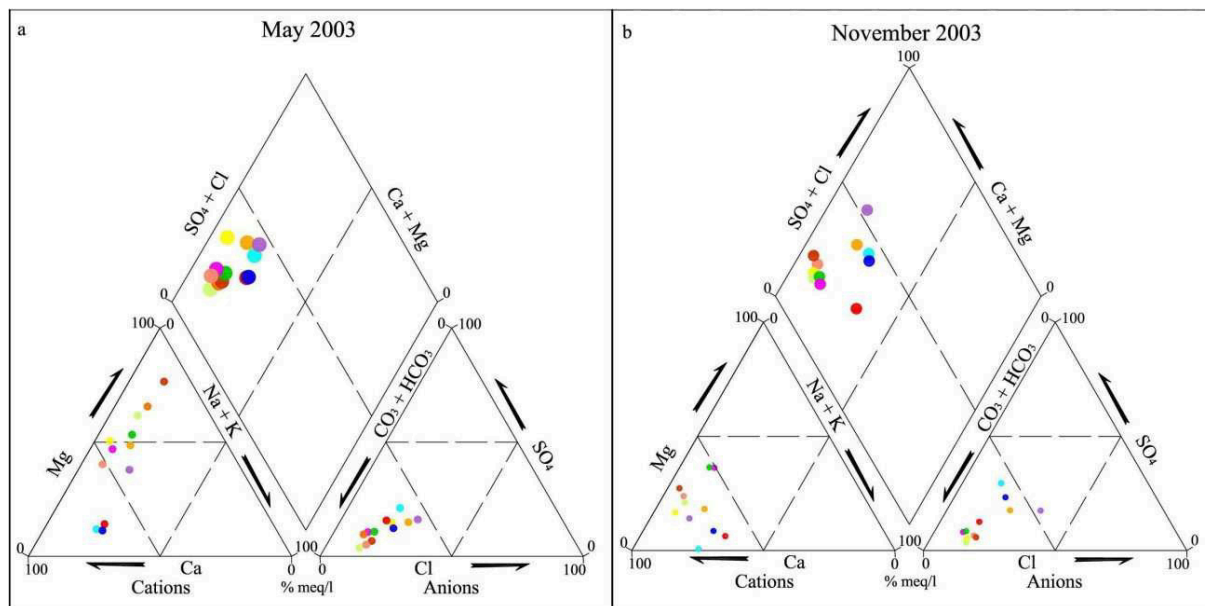 a
May 2003
SO₄ + Cl
Ca + Mg
100
0
0
0
0
100
Mg
Na + K
CO₃ + HCO₃
SO₄
0
0
100
Ca
0
% meq/l
100
Cl
100
Cations
Anions
b
November 2003
100
SO₄ + Cl
Ca + Mg
0
0
100
0
0
100
Mg
Na + K
CO₃ + HCO₃
SO₄
0
0
100
Ca
0
% meq/l
100
Cl
100
Cations
Anions